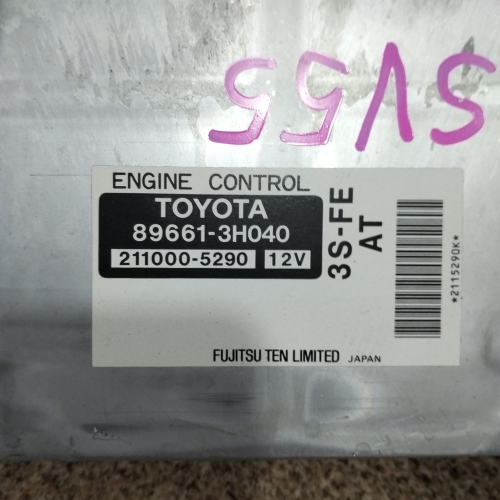 SV55
ENGINE CONTROL
TOYOTA
89661-3H040
211000-5290 12V
3S-FE
AT
*2115290K*
FUJITSU TEN LIMITED JAPAN